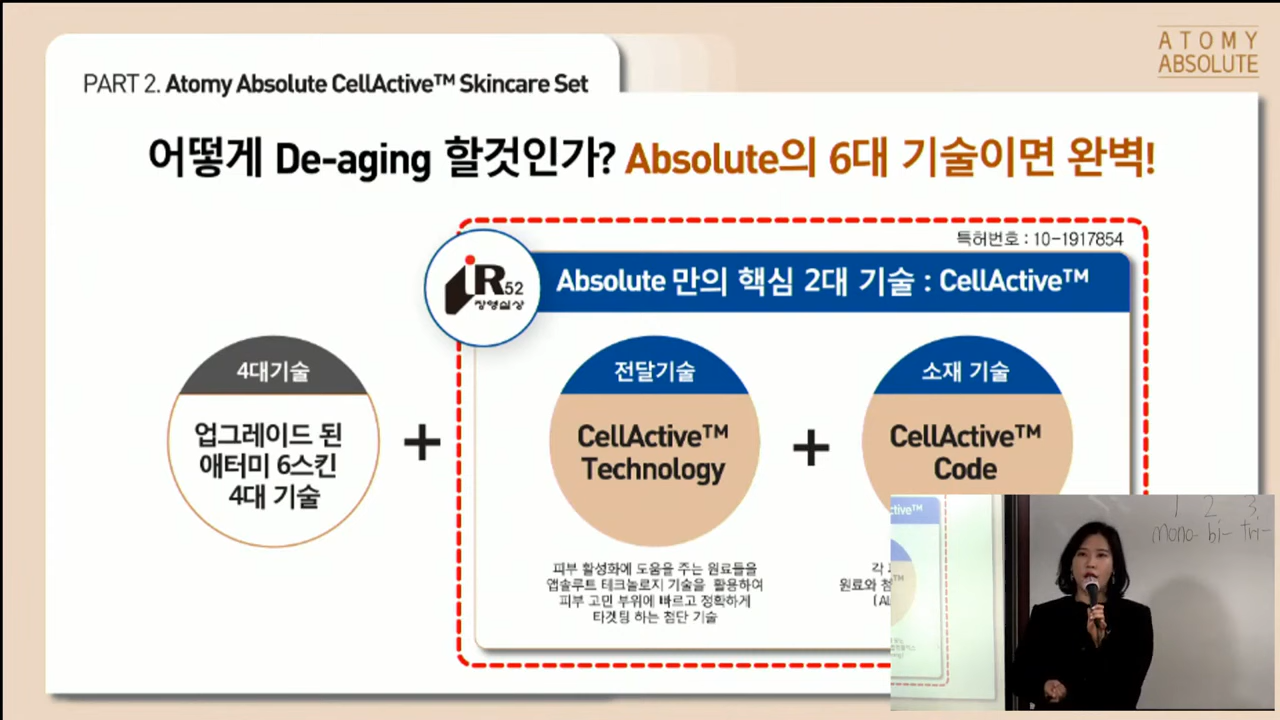 ATOMY
ABSOLUTE
PART 2. Atomy Absolute CellActive™ Skincare Set
어떻게 De-aging 할것인가? Absolute의 6대 기술이면 완벽!
특허번호 : 10-1917854
iR52
장영실상
Absolute 만의 핵심 2대 기술 : CellActive™
4대기술
업그레이드 된
애터미 6스킨
4대 기술
+
전달기술
CellActive™
Technology
피부 활성화에 도움을 주는 원료들을
앱솔루트 테크놀로지 기술을 활용하여
피부 고민 부위에 빠르고 정확하게
타겟팅 하는 첨단 기술
+
소재 기술
CellActive™
Code
각
원료와 첨
ctive™
1 2 3
mono- bi- tri-